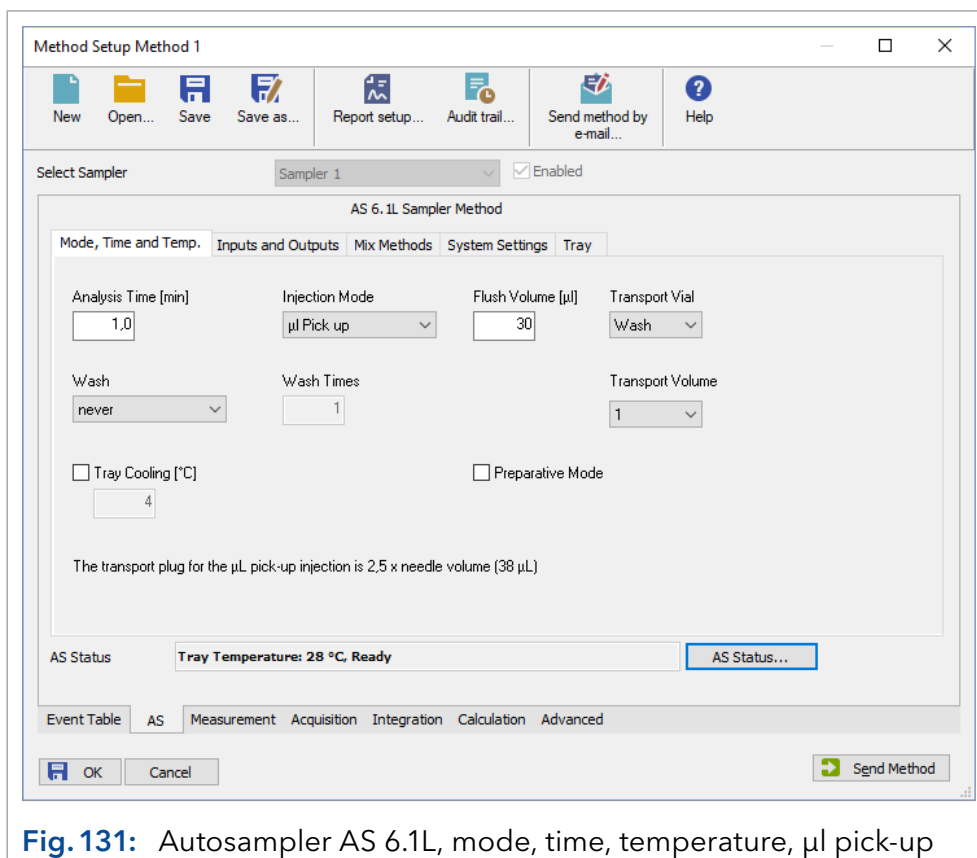 Method Setup Method 1
New Open... Save Save as... Report setup... Audit trail... Send method by e-mail... Help
Select Sampler Sampler 1 Enabled
AS 6.1L Sampler Method
Mode, Time and Temp. Inputs and Outputs Mix Methods System Settings Tray
Analysis Time [min] Injection Mode Flush Volume [µl] Transport Vial
1,0 µl Pick up 30 Wash
Wash Wash Times Transport Volume
never 1 1
Tray Cooling [°C] Preparative Mode
4
The transport plug for the µL pick-up injection is 2,5 x needle volume (38 µL)
AS Status Tray Temperature: 28 °C, Ready AS Status...
Event Table AS Measurement Acquisition Integration Calculation Advanced
OK Cancel Send Method
Fig. 131: Autosampler AS 6.1L, mode, time, temperature, µl pick-up